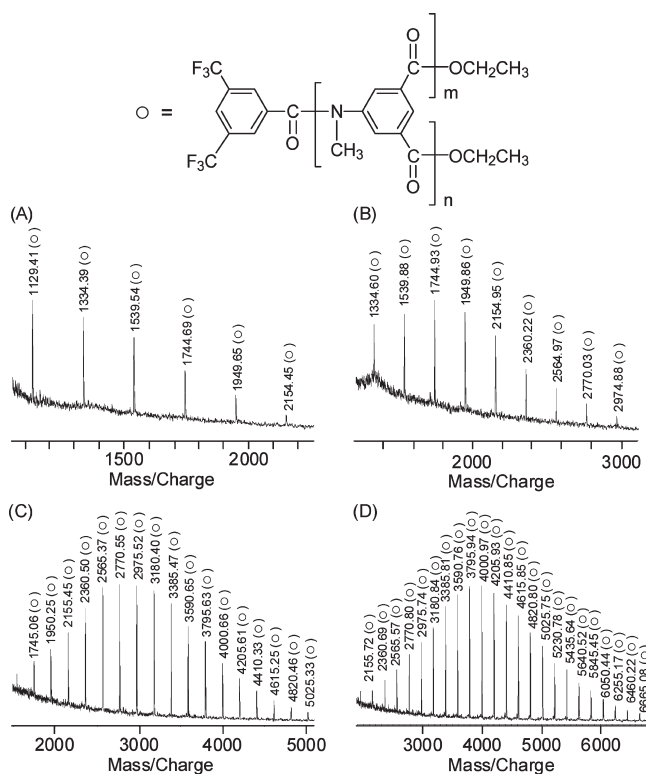 O
C
OCH2CH3
m
F3C
○ =
C
N
O
CH3
F3C
C
OCH2CH3
O
n
(A)
1129.41 (○)
1334.39 (○)
1539.54 (○)
1744.69 (○)
1949.65 (○)
2154.45 (○)
1500 2000
Mass/Charge
(B)
1334.60 (○)
1539.88 (○)
1744.93 (○)
1949.86 (○)
2154.95 (○)
2360.22 (○)
2564.97 (○)
2770.03 (○)
2974.88 (○)
2000 3000
Mass/Charge
(C)
1745.06 (○)
1950.25 (○)
2155.45 (○)
2360.50 (○)
2565.37 (○)
2770.55 (○)
2975.52 (○)
3180.40 (○)
3385.47 (○)
3590.65 (○)
3795.63 (○)
4000.66 (○)
4205.61 (○)
4410.33 (○)
4615.25 (○)
4820.46 (○)
5025.33 (○)
2000 3000 4000 5000
Mass/Charge
(D)
2155.72 (○)
2360.69 (○)
2565.57 (○)
2770.80 (○)
2975.74 (○)
3180.84 (○)
3385.81 (○)
3590.76 (○)
3795.94 (○)
4000.97 (○)
4205.93 (○)
4410.85 (○)
4615.85 (○)
4820.80 (○)
5025.75 (○)
5230.78 (○)
5435.64 (○)
5640.52 (○)
5845.45 (○)
6050.44 (○)
6255.17 (○)
6460.22 (○)
6665.08 (○)
3000 4000 5000 6000
Mass/Charge